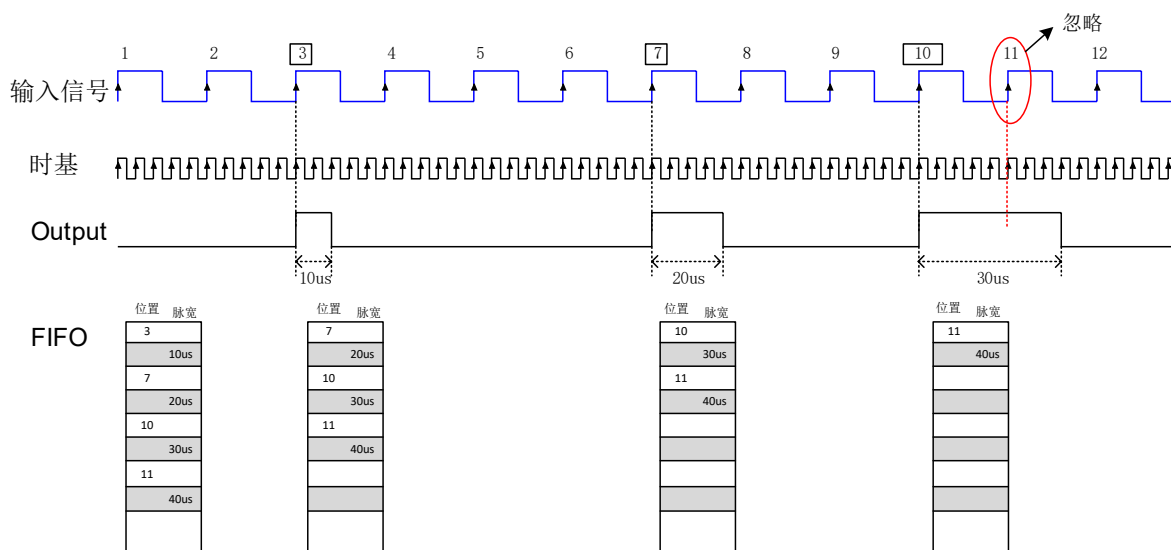 忽略
1 2 3 4 5 6 7 8 9 10 11 12
输入信号
时基
Output
10us 20us 30us
FIFO
位置 脉宽 位置 脉宽 位置 脉宽 位置 脉宽
3 7 10 11
10us 20us 30us 40us
7 10 11
20us 30us 40us
10 11
30us 40us
11
40us